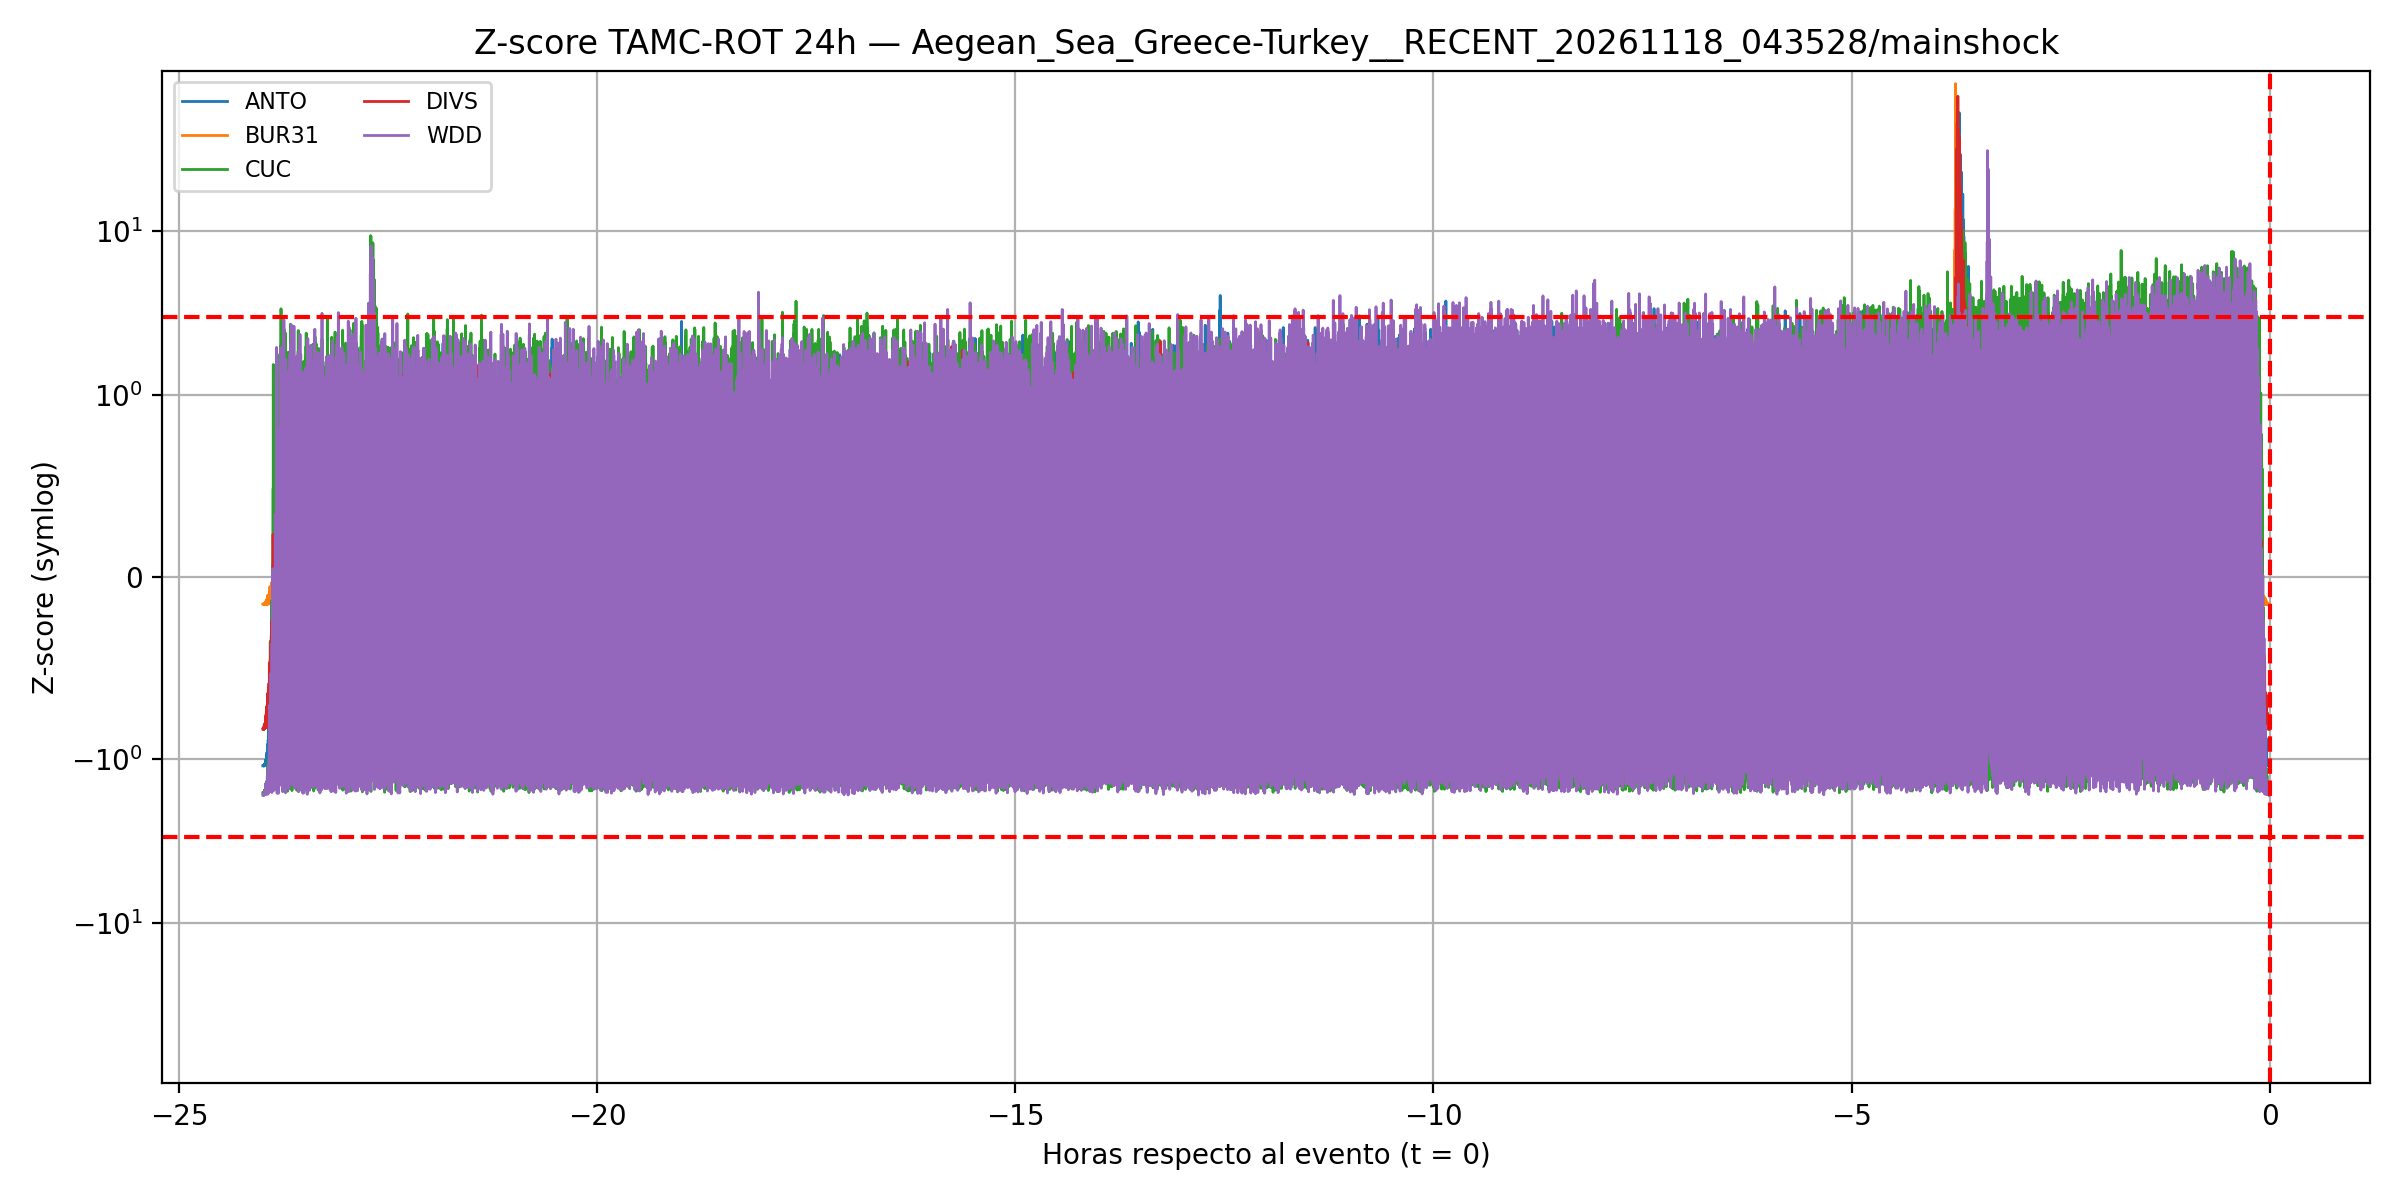 Z-score TAMC-ROT 24h — Aegean_Sea_Greece-Turkey__RECENT_20261118_043528/mainshock
ANTO
BUR31
CUC
DIVS
WDD
Z-score (symlog)
10¹
10⁰
0
−10⁰
−10¹
−25
−20
−15
−10
−5
0
Horas respecto al evento (t = 0)